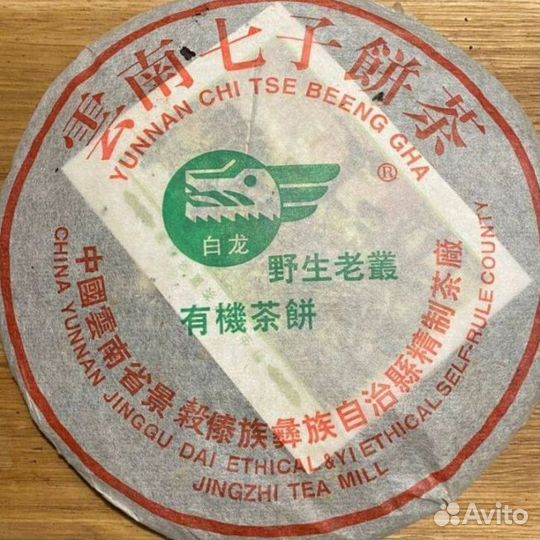 雲南七子餅茶
YUNNAN CHI TSE BEENG GHA
®
白龙
野生老叢
有機茶餅
中國雲南省景穀傣族彝族自治縣精制茶廠
CHINA YUNNAN JINGGU DAI ETHICAL & YI ETHICAL SELF-RULE COUNTY
JINGZHI TEA MILL
Avito